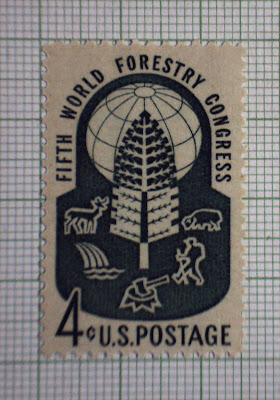 FIFTH WORLD FORESTRY CONGRESS
4¢ U.S. POSTAGE